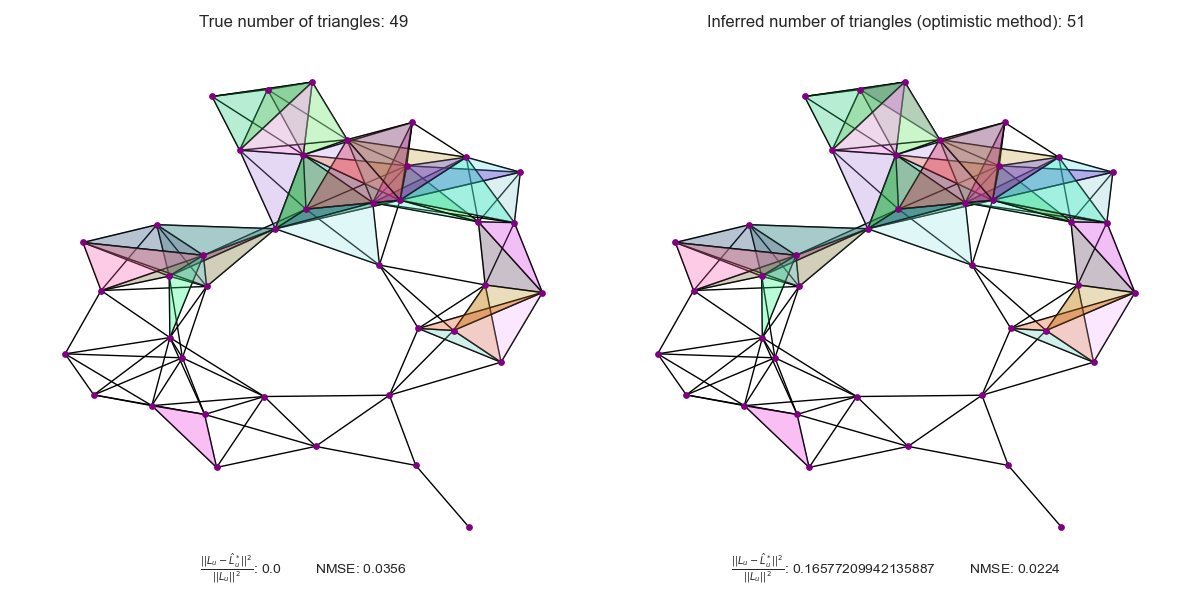 True number of triangles: 49
Inferred number of triangles (optimistic method): 51
$\frac{||L_u - \hat{L}_u^*||^2}{||L_u||^2}$: 0.0 NMSE: 0.0356
$\frac{||L_u - \hat{L}_u^*||^2}{||L_u||^2}$: 0.16577209942135887 NMSE: 0.0224